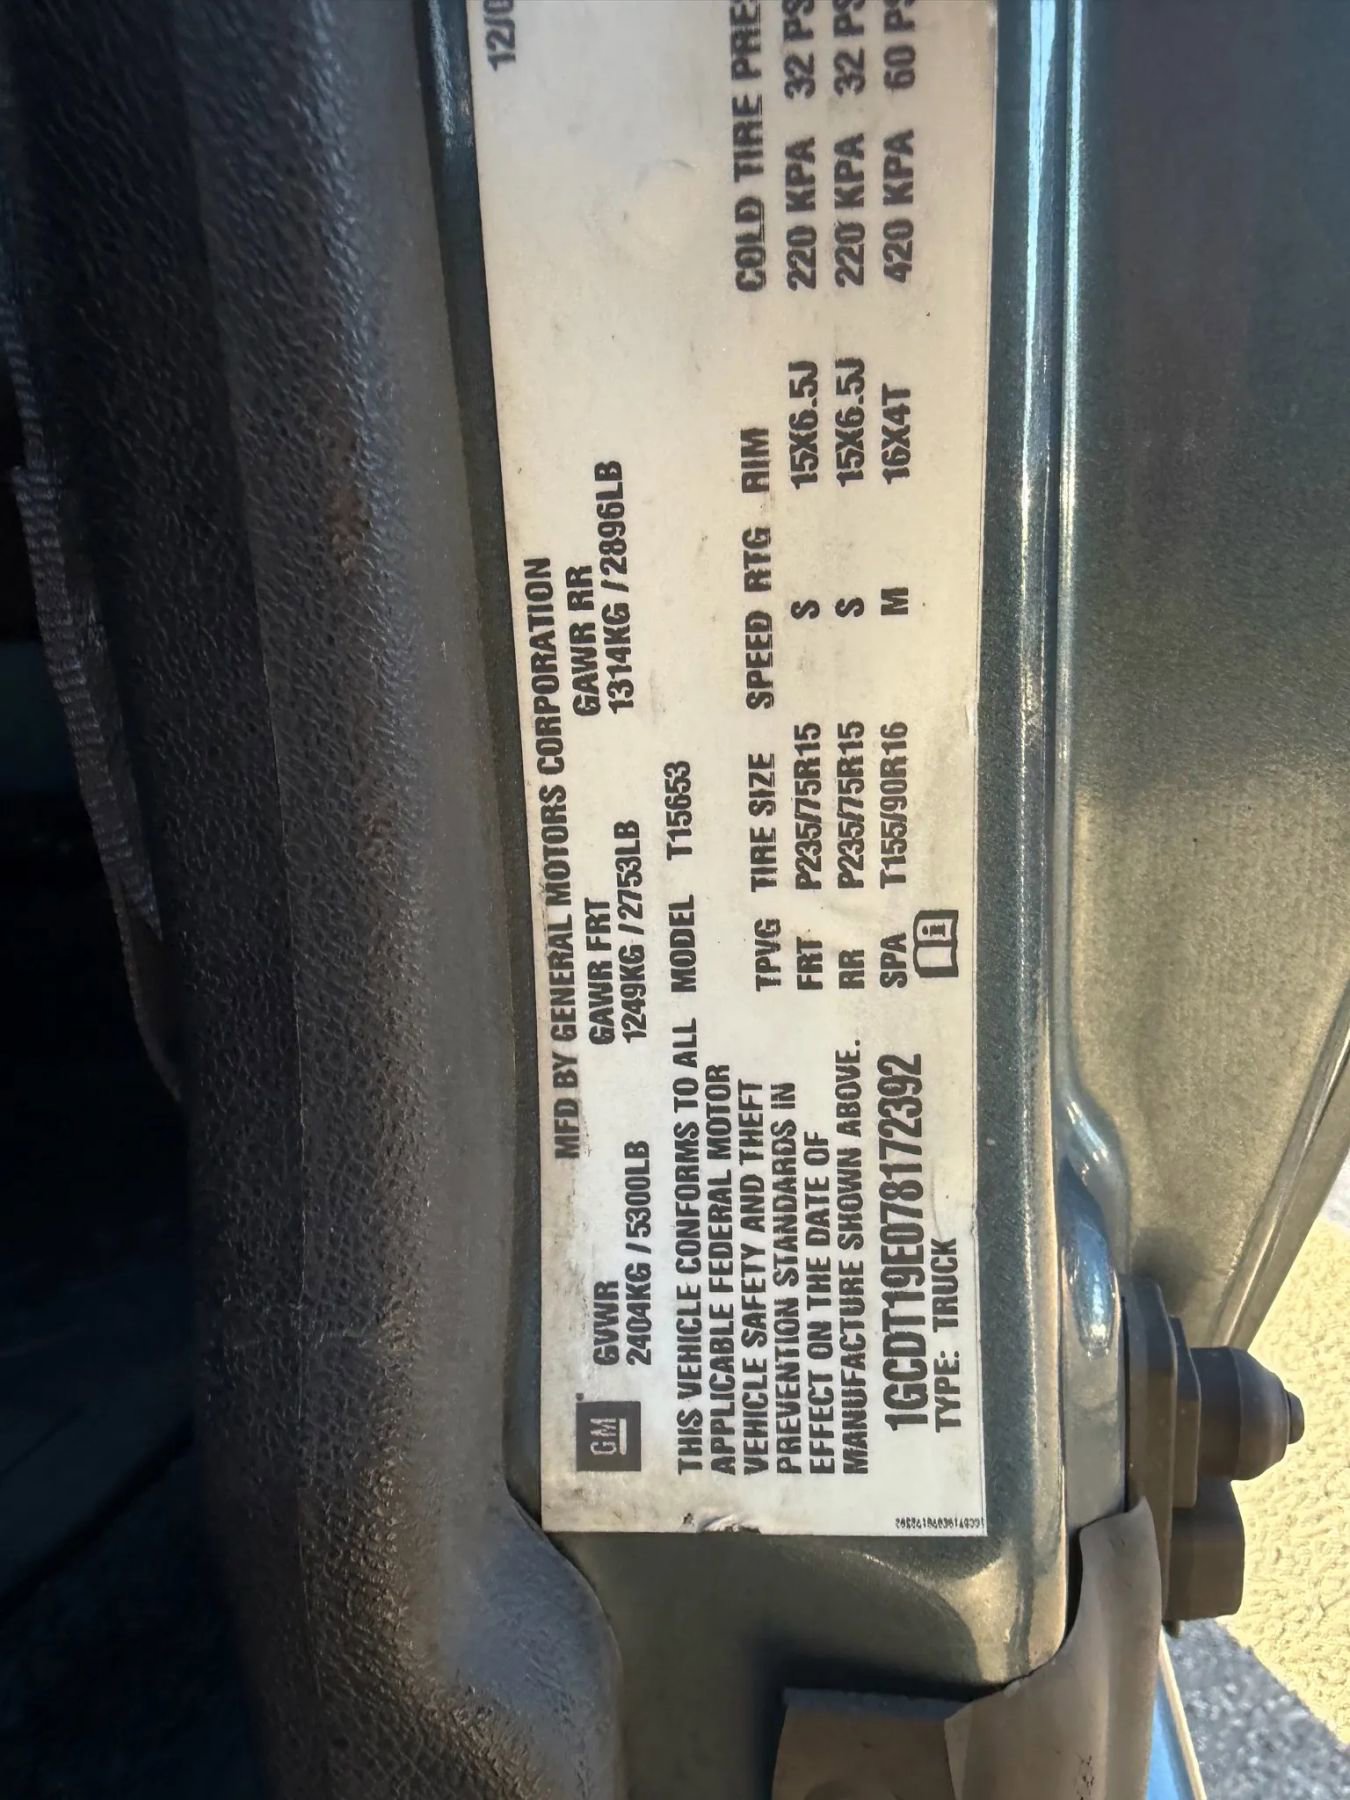 12/0
MFD BY GENERAL MOTORS CORPORATION
GM
GVWR GAWR FRT GAWR RR
2404KG / 5300LB 1249KG / 2753LB 1314KG / 2896LB
THIS VEHICLE CONFORMS TO ALL MODEL T15653
APPLICABLE FEDERAL MOTOR
VEHICLE SAFETY AND THEFT
PREVENTION STANDARDS IN
EFFECT ON THE DATE OF
MANUFACTURE SHOWN ABOVE.
TPVG TIRE SIZE SPEED RTG RIM COLD TIRE PRES
FRT P235/75R15 S 15X6.5J 220 KPA 32 PS
RR P235/75R15 S 15X6.5J 220 KPA 32 PS
SPA T155/90R16 M 16X4T 420 KPA 60 PS
i
1GCDT19E078172392
TYPE: TRUCK